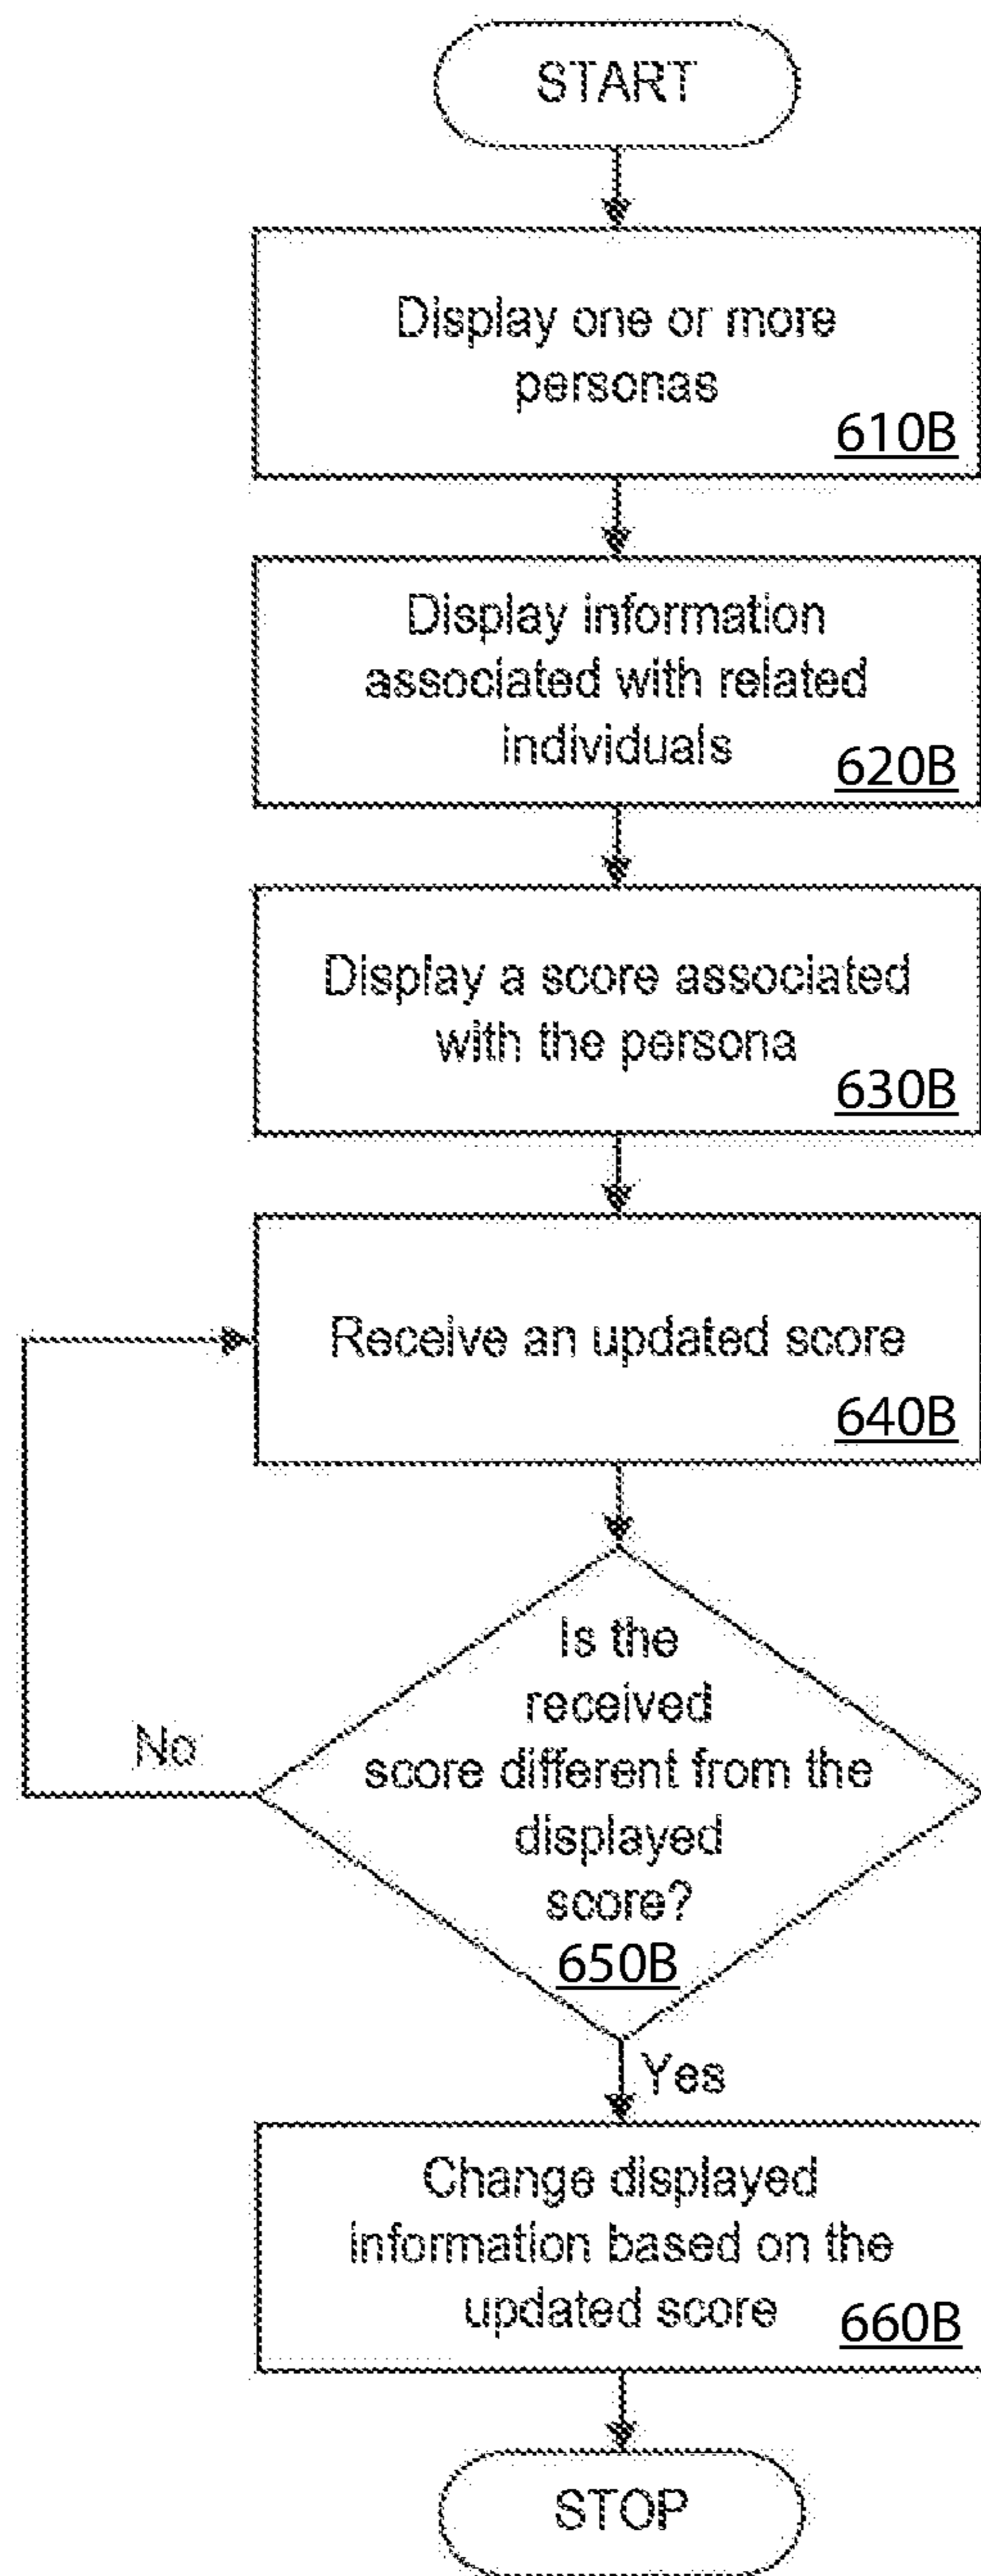 START
Display one or more
personas
610B
Display information
associated with related
individuals
620B
Display a score associated
with the persona
630B
Receive an updated score
640B
Is the
received
score different from the
displayed
score?
650B
No
Yes
Change displayed
information based on the
updated score
660B
STOP